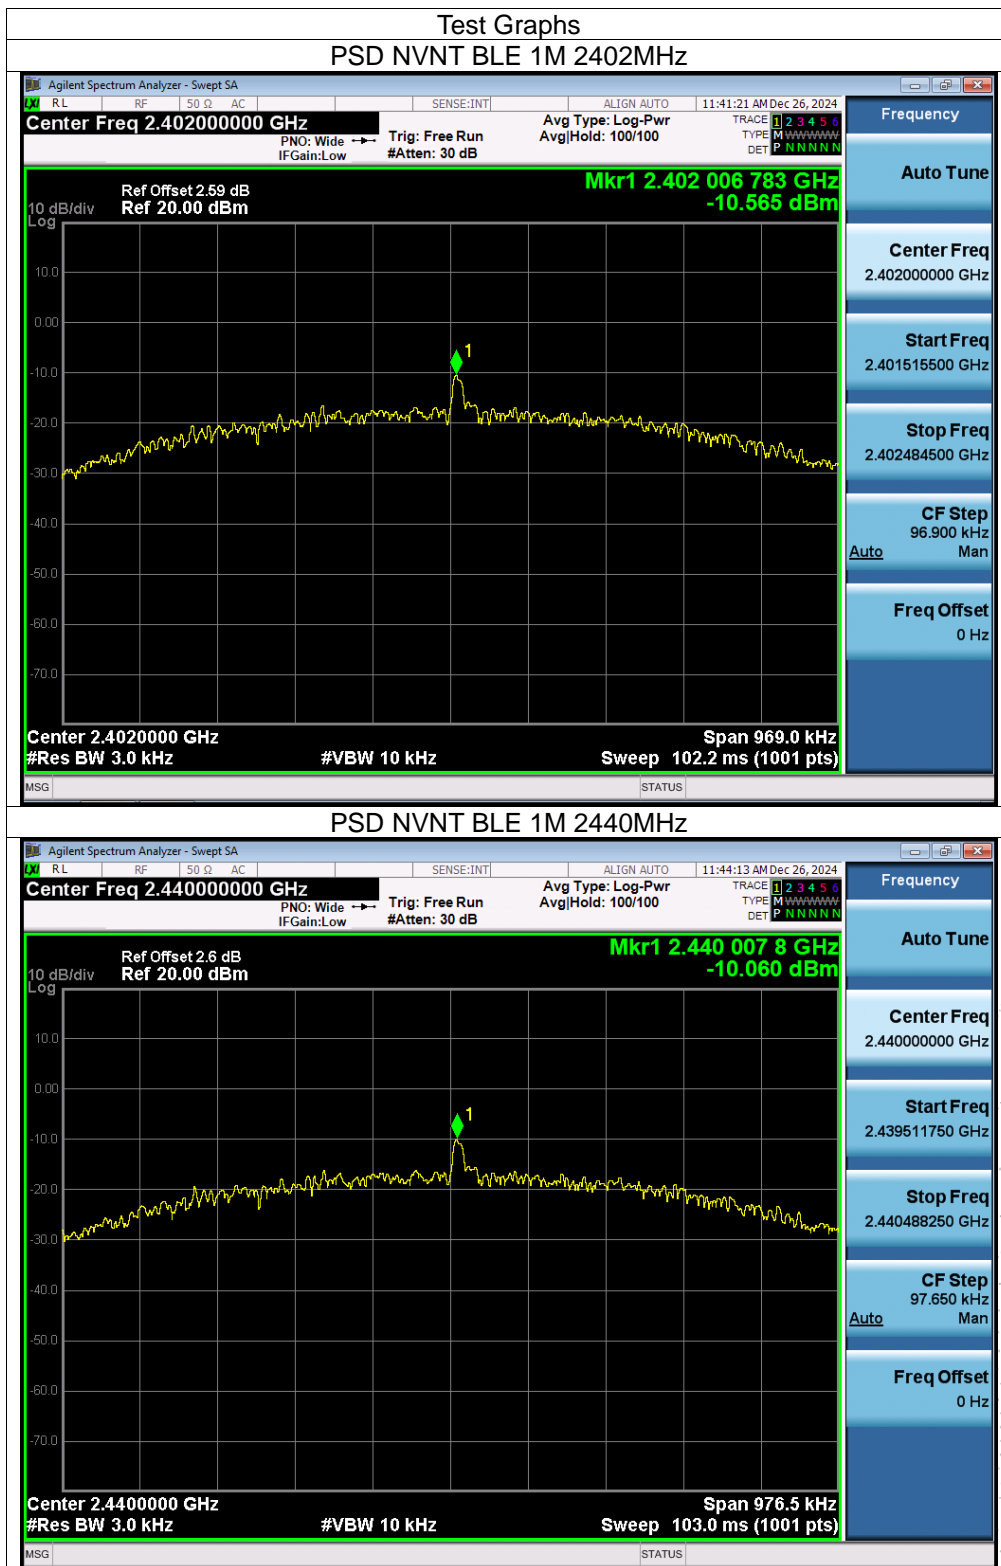 Test Graphs
PSD NVNT BLE 1M 2402MHz
Agilent Spectrum Analyzer - Swept SA
LXI RL RF 50 Ω AC SENSE:INT ALIGN AUTO 11:41:21 AM Dec 26, 2024
Center Freq 2.402000000 GHz
PNO: Wide
IFGain:Low
Trig: Free Run
#Atten: 30 dB
Avg Type: Log-Pwr
Avg|Hold: 100/100
TRACE 1 2 3 4 5 6
TYPE M WWWWW
DET P N N N N N
Frequency
Auto Tune
Mkr1 2.402 006 783 GHz
-10.565 dBm
Ref Offset 2.59 dB
10 dB/div Ref 20.00 dBm
Log
10.0
0.00
-10.0
-20.0
-30.0
-40.0
-50.0
-60.0
-70.0
1
Center Freq
2.402000000 GHz
Start Freq
2.401515500 GHz
Stop Freq
2.402484500 GHz
CF Step
96.900 kHz
Auto Man
Freq Offset
0 Hz
Center 2.4020000 GHz Span 969.0 kHz
#Res BW 3.0 kHz #VBW 10 kHz Sweep 102.2 ms (1001 pts)
MSG STATUS
PSD NVNT BLE 1M 2440MHz
Agilent Spectrum Analyzer - Swept SA
LXI RL RF 50 Ω AC SENSE:INT ALIGN AUTO 11:44:13 AM Dec 26, 2024
Center Freq 2.440000000 GHz
PNO: Wide
IFGain:Low
Trig: Free Run
#Atten: 30 dB
Avg Type: Log-Pwr
Avg|Hold: 100/100
TRACE 1 2 3 4 5 6
TYPE M WWWWW
DET P N N N N N
Frequency
Auto Tune
Mkr1 2.440 007 8 GHz
-10.060 dBm
Ref Offset 2.6 dB
10 dB/div Ref 20.00 dBm
Log
10.0
0.00
-10.0
-20.0
-30.0
-40.0
-50.0
-60.0
-70.0
1
Center Freq
2.440000000 GHz
Start Freq
2.439511750 GHz
Stop Freq
2.440488250 GHz
CF Step
97.650 kHz
Auto Man
Freq Offset
0 Hz
Center 2.4400000 GHz Span 976.5 kHz
#Res BW 3.0 kHz #VBW 10 kHz Sweep 103.0 ms (1001 pts)
MSG STATUS